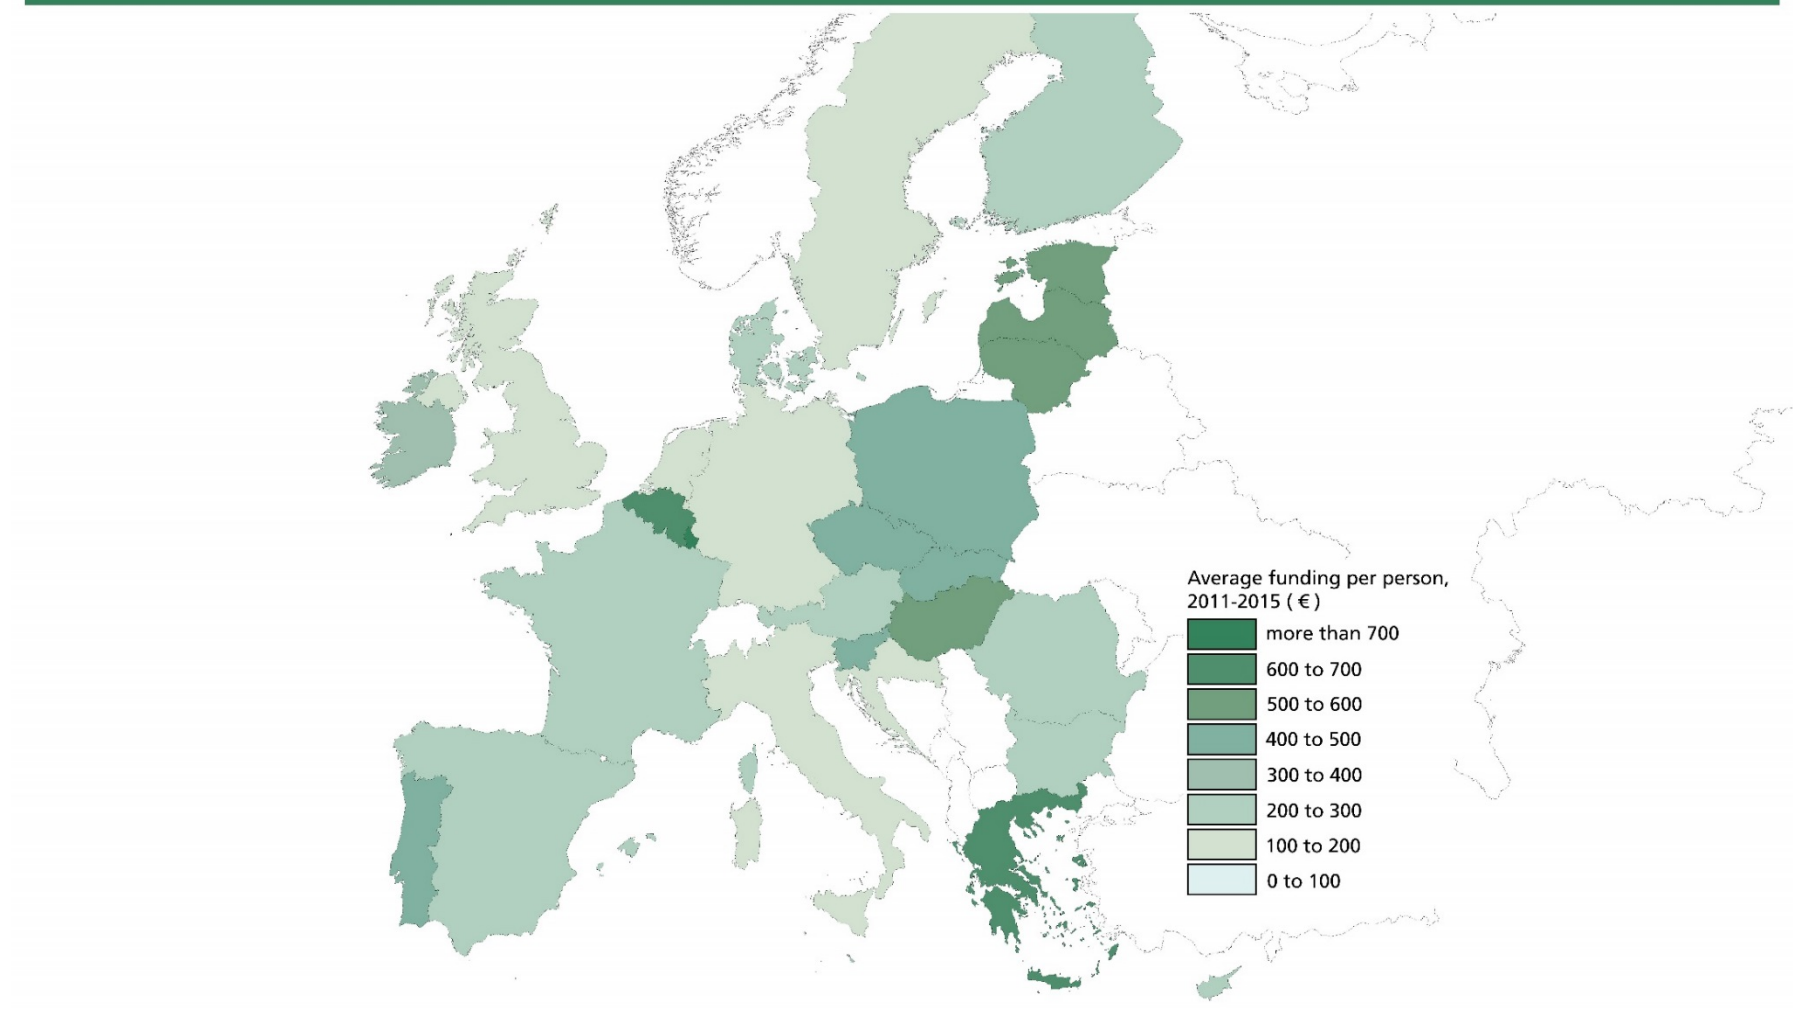 Average funding per person,
2011-2015 ( € )
more than 700
600 to 700
500 to 600
400 to 500
300 to 400
200 to 300
100 to 200
0 to 100